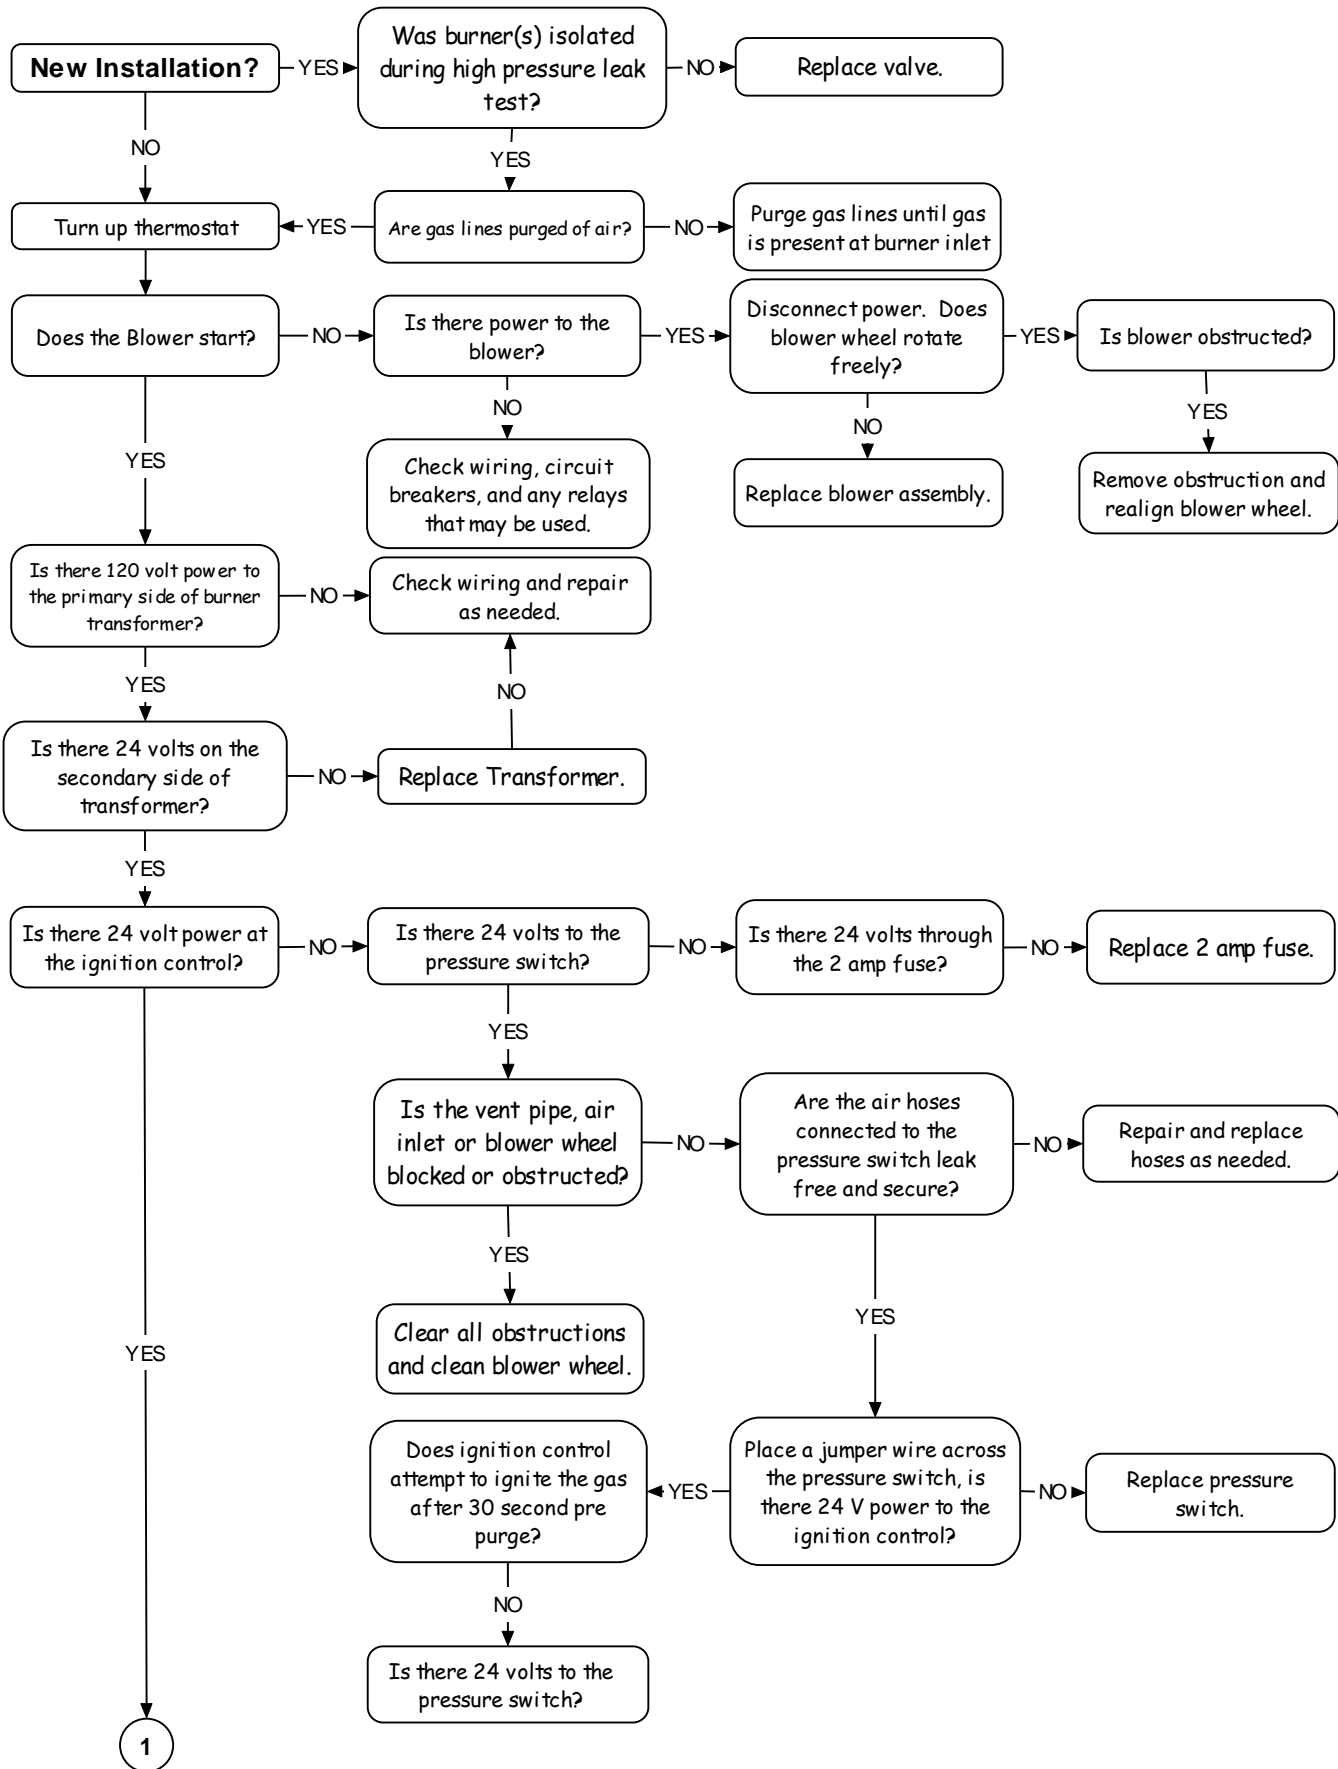 New Installation?
YES
Was burner(s) isolated
during high pressure leak
test?
NO
Replace valve.
NO
YES
Turn up thermostat
YES
Are gas lines purged of air?
NO
Purge gas lines until gas
is present at burner inlet
Does the Blower start?
NO
Is there power to the
blower?
YES
Disconnect power. Does
blower wheel rotate
freely?
YES
Is blower obstructed?
NO
NO
YES
YES
Check wiring, circuit
breakers, and any relays
that may be used.
Replace blower assembly.
Remove obstruction and
realign blower wheel.
Is there 120 volt power to
the primary side of burner
transformer?
NO
Check wiring and repair
as needed.
YES
NO
Is there 24 volts on the
secondary side of
transformer?
NO
Replace Transformer.
YES
Is there 24 volt power at
the ignition control?
NO
Is there 24 volts to the
pressure switch?
NO
Is there 24 volts through
the 2 amp fuse?
NO
Replace 2 amp fuse.
YES
Is the vent pipe, air
inlet or blower wheel
blocked or obstructed?
NO
Are the air hoses
connected to the
pressure switch leak
free and secure?
NO
Repair and replace
hoses as needed.
YES
YES
YES
Clear all obstructions
and clean blower wheel.
Does ignition control
attempt to ignite the gas
after 30 second pre
purge?
YES
Place a jumper wire across
the pressure switch, is
there 24 V power to the
ignition control?
NO
Replace pressure
switch.
NO
Is there 24 volts to the
pressure switch?
1